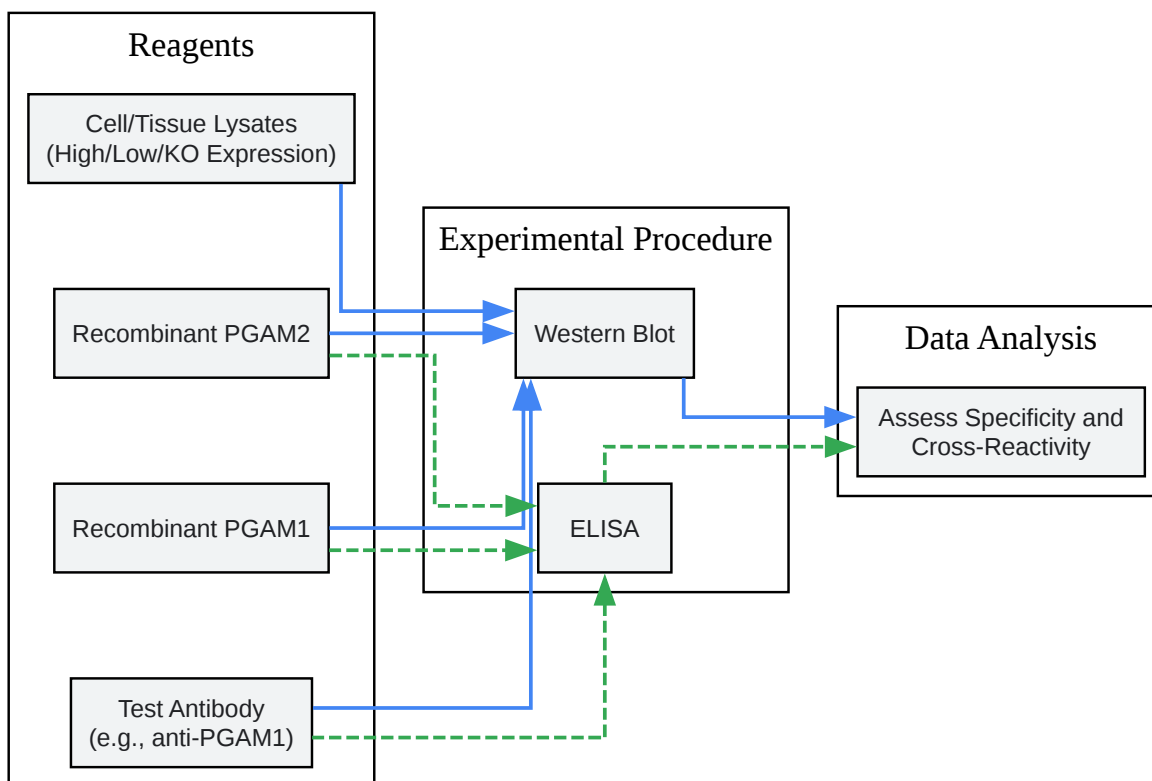 Reagents
Cell/Tissue Lysates
(High/Low/KO Expression)
Recombinant PGAM2
Recombinant PGAM1
Test Antibody
(e.g., anti-PGAM1)
Experimental Procedure
Western Blot
ELISA
Data Analysis
Assess Specificity and
Cross-Reactivity